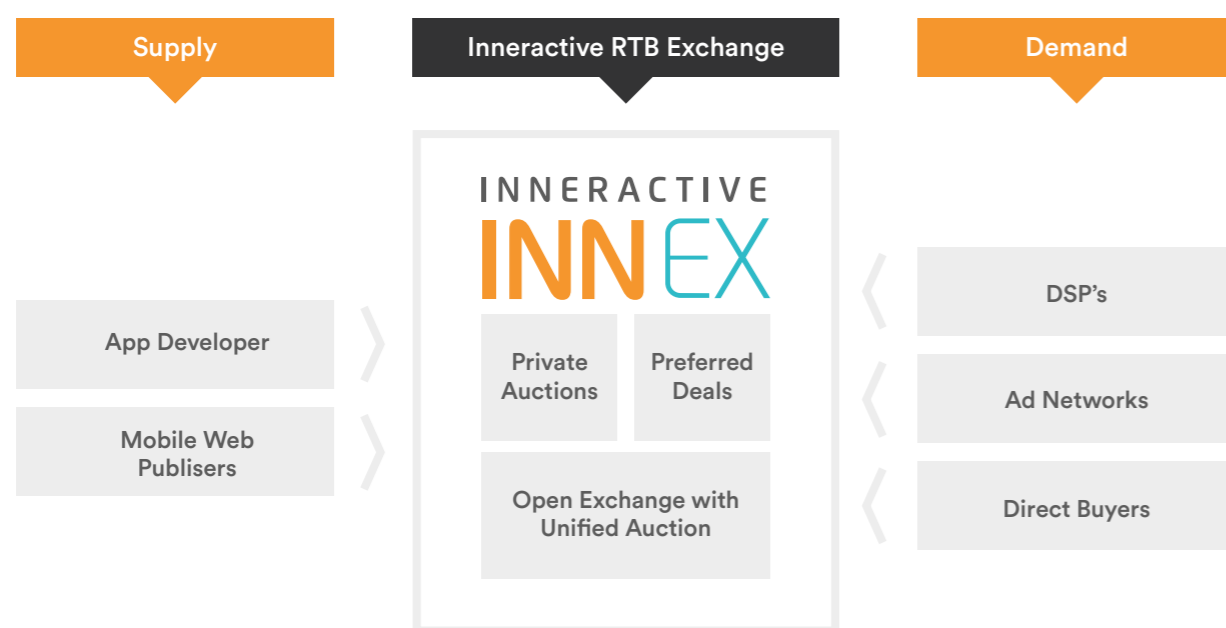 Supply
Inneractive RTB Exchange
Demand
INNERACTIVE
INNEX
App Developer
Mobile Web
Publisers
Private
Auctions
Preferred
Deals
Open Exchange with
Unified Auction
DSP's
Ad Networks
Direct Buyers